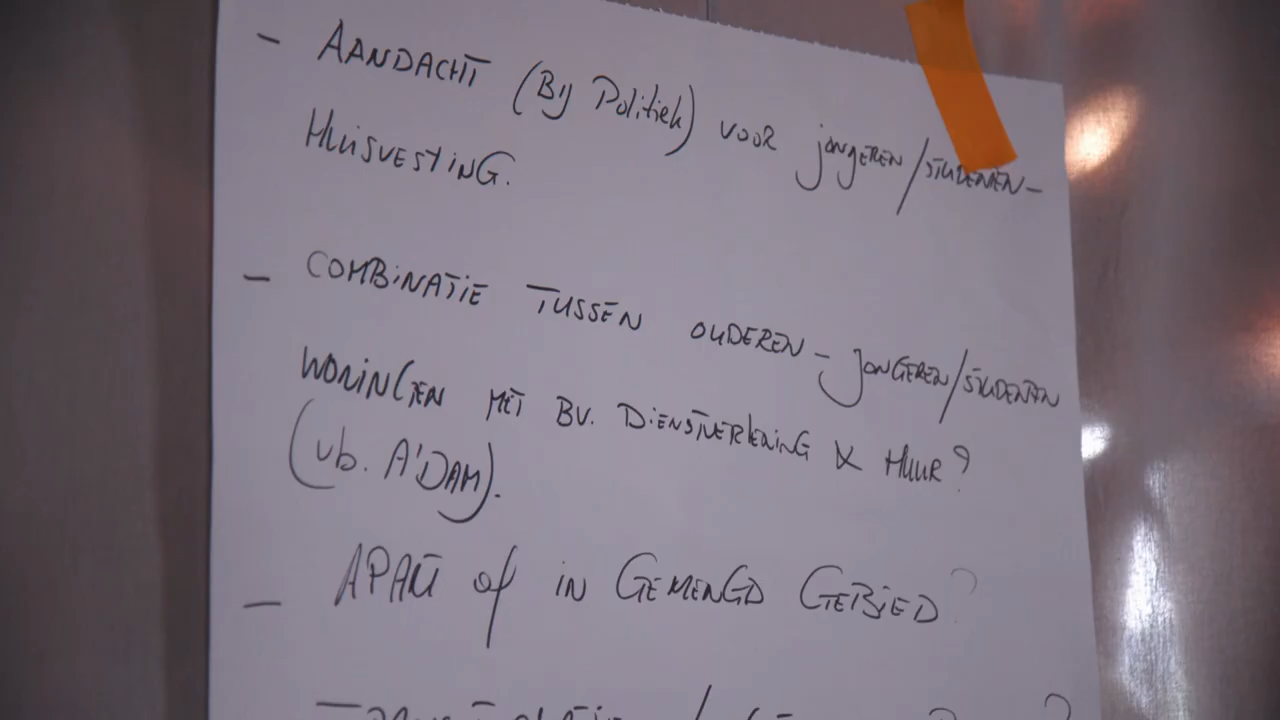 - AANDACHT (Bij Politiek) VOOR jongeren/STUDENTEN-
HUISVESTING.
- COMBiNATiE TUSSEN OUDEREN - JONGEREN/STUDENTEN
WONINGEN MET BV. DiENSTVERLENING & HUUR?
(vb. A'DAM).
- APART of iN GEMENGD GEBiED?